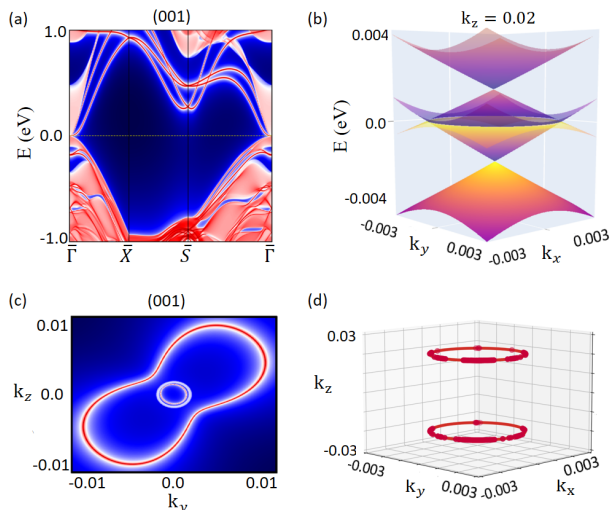 (a)
(001)
1.0
E (eV)
0.0
-1.0
Γ̅
X̅
S̅
Γ̅
(b)
k_z = 0.02
0.004
E (eV)
0.0
-0.004
-0.003
k_y
0.003
-0.003
k_x
0.003
(c)
(001)
0.01
k_z
0.0
-0.01
-0.01
0.0
0.01
k_y
(d)
0.03
k_z
-0.03
-0.003
k_y
0.003
-0.003
k_x
0.003